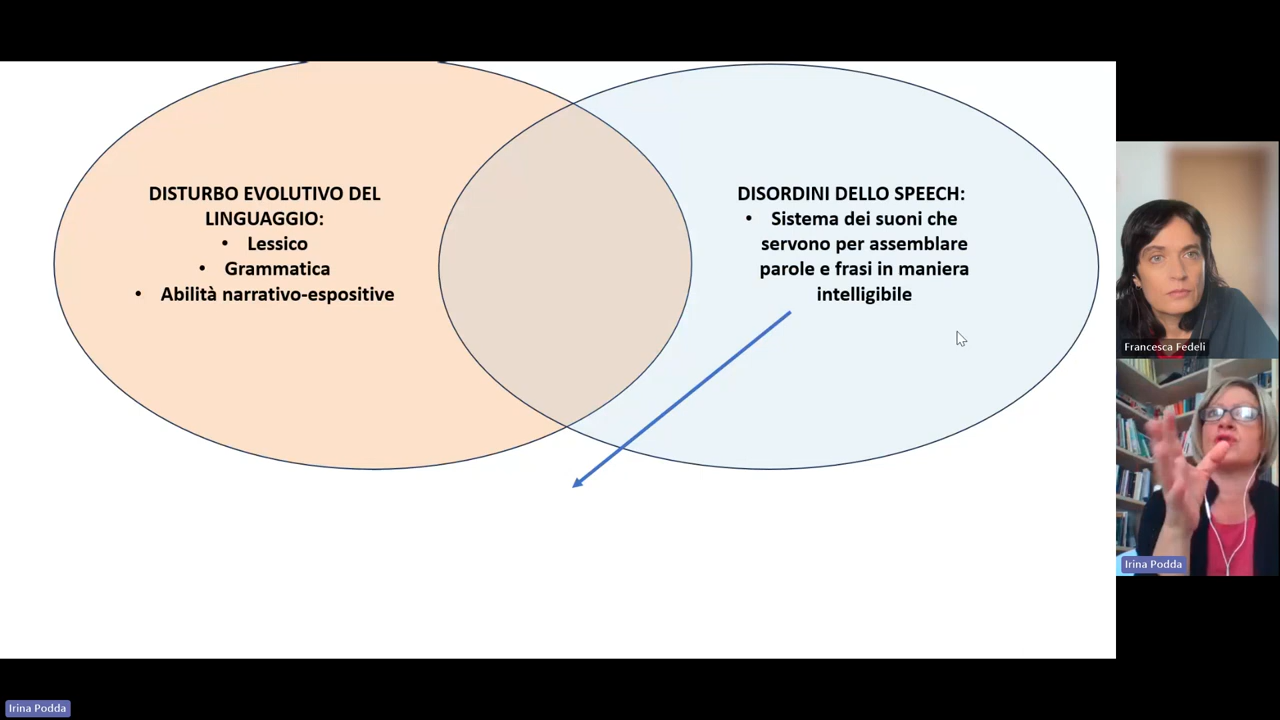 DISTURBO EVOLUTIVO DEL
LINGUAGGIO:
• Lessico
• Grammatica
• Abilità narrativo-espositive
DISORDINI DELLO SPEECH:
• Sistema dei suoni che
servono per assemblare
parole e frasi in maniera
intelligibile
Francesca Fedeli
Irina Podda
Irina Podda